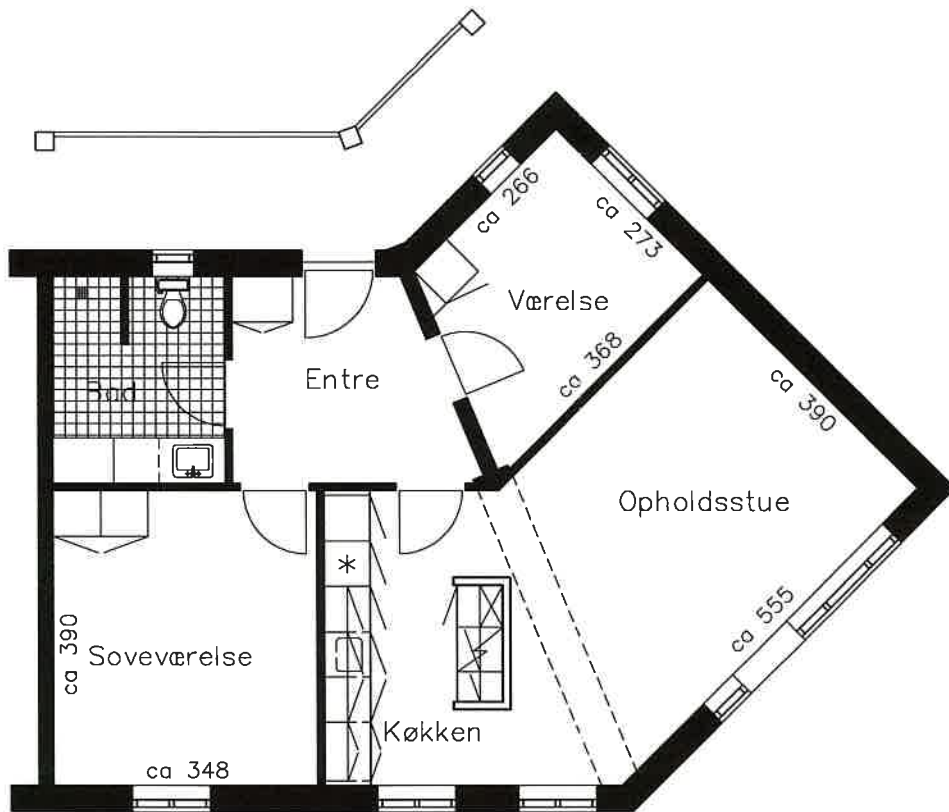 ca 266
ca 273
Værelse
ca 368
Entre
Bad
ca 390
Opholdsstue
ca 555
ca 390
Soveværelse
ca 348
Køkken